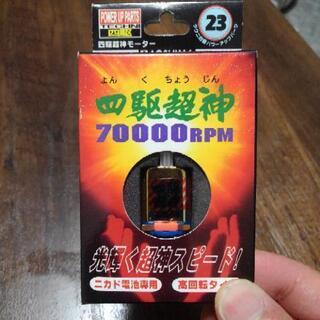 POWER UP PARTS
23
四駆超神モーター
よん く ちょう じん
四駆超神
70000RPM
光輝く超神スピード!
ニカド電池専用
高回転タイ